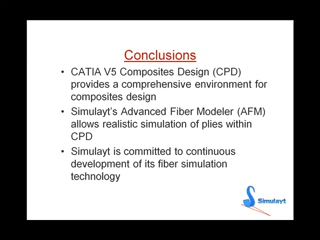 Conclusions
• CATIA V5 Composites Design (CPD)
provides a comprehensive environment for
composites design
• Simulayt's Advanced Fiber Modeler (AFM)
allows realistic simulation of plies within
CPD
• Simulayt is committed to continuous
development of its fiber simulation
technology
Simulayt